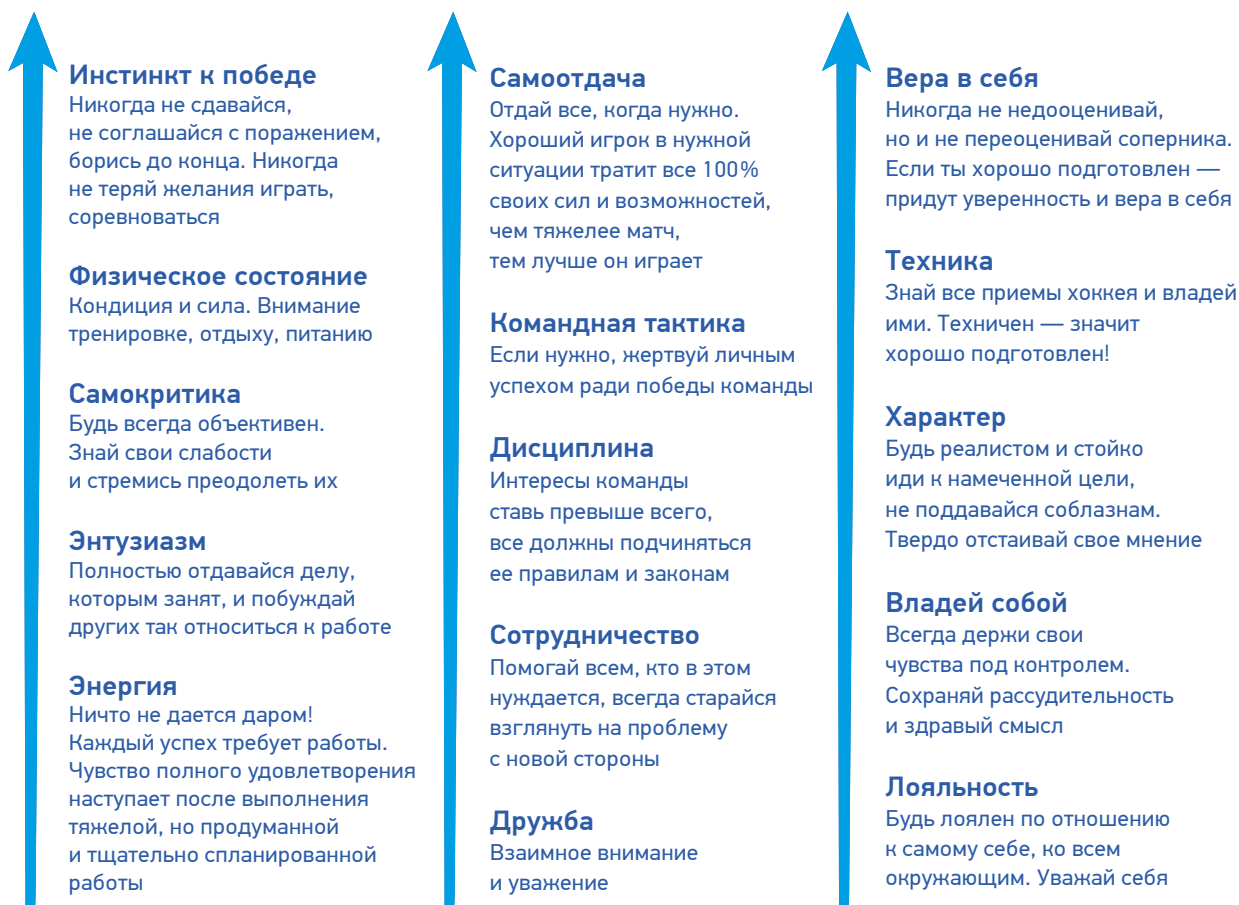 Инстинкт к победе
Никогда не сдавайся,
не соглашайся с поражением,
борись до конца. Никогда
не теряй желания играть,
соревноваться
Физическое состояние
Кондиция и сила. Внимание
тренировке, отдыху, питанию
Самокритика
Будь всегда объективен.
Знай свои слабости
и стремись преодолеть их
Энтузиазм
Полностью отдавайся делу,
которым занят, и побуждай
других так относиться к работе
Энергия
Ничто не дается даром!
Каждый успех требует работы.
Чувство полного удовлетворения
наступает после выполнения
тяжелой, но продуманной
и тщательно спланированной
работы
Самоотдача
Отдай все, когда нужно.
Хороший игрок в нужной
ситуации тратит все 100%
своих сил и возможностей,
чем тяжелее матч,
тем лучше он играет
Командная тактика
Если нужно, жертвуй личным
успехом ради победы команды
Дисциплина
Интересы команды
ставь превыше всего,
все должны подчиняться
ее правилам и законам
Сотрудничество
Помогай всем, кто в этом
нуждается, всегда старайся
взглянуть на проблему
с новой стороны
Дружба
Взаимное внимание
и уважение
Вера в себя
Никогда не недооценивай,
но и не переоценивай соперника.
Если ты хорошо подготовлен —
придут уверенность и вера в себя
Техника
Знай все приемы хоккея и владей
ими. Техничен — значит
хорошо подготовлен!
Характер
Будь реалистом и стойко
иди к намеченной цели,
не поддавайся соблазнам.
Твердо отстаивай свое мнение
Владей собой
Всегда держи свои
чувства под контролем.
Сохраняй рассудительность
и здравый смысл
Лояльность
Будь лоялен по отношению
к самому себе, ко всем
окружающим. Уважай себя